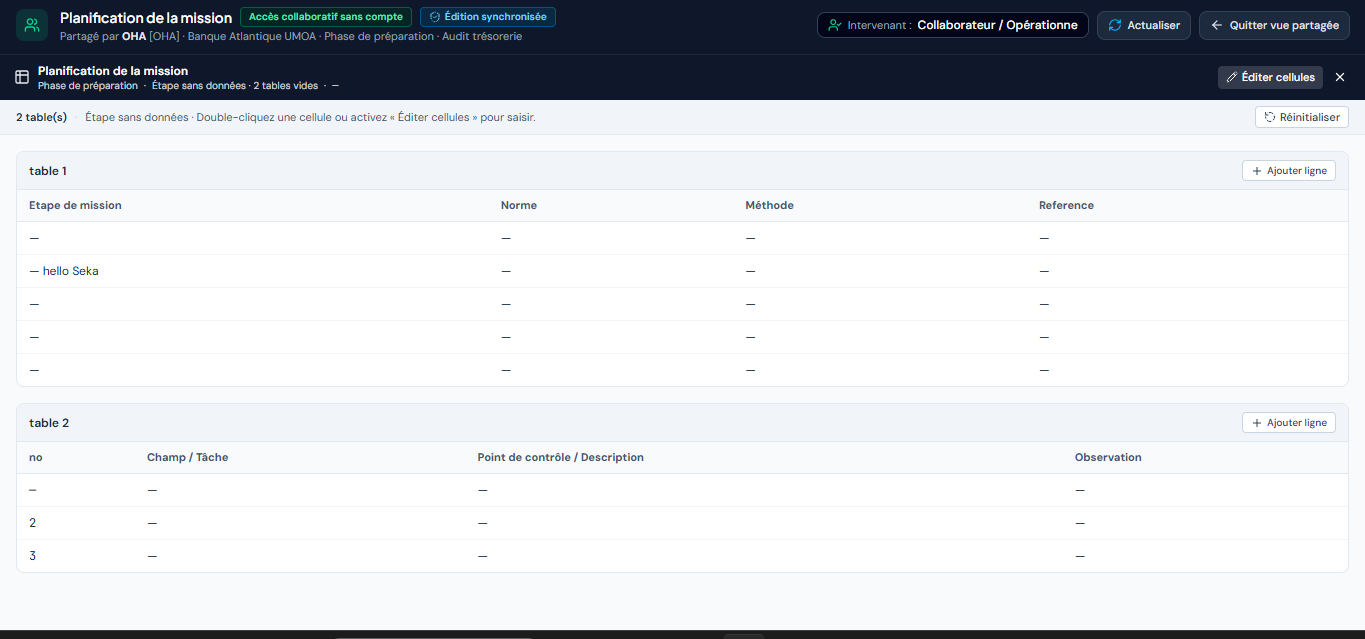 Planification de la mission Accès collaboratif sans compte Édition synchronisée
Partagé par OHA [OHA] · Banque Atlantique UMOA · Phase de préparation · Audit trésorerie
Intervenant : Collaborateur / Opérationne Actualiser Quitter vue partagée
Planification de la mission
Phase de préparation · Étape sans données · 2 tables vides · —
Éditer cellules
2 table(s) · Étape sans données · Double-cliquez une cellule ou activez « Éditer cellules » pour saisir. Réinitialiser
table 1 + Ajouter ligne
Etape de mission Norme Méthode Reference
— — — —
— hello Seka — — —
— — — —
— — — —
— — — —
table 2 + Ajouter ligne
no Champ / Tâche Point de contrôle / Description Observation
— — — —
2 — — —
3 — — —